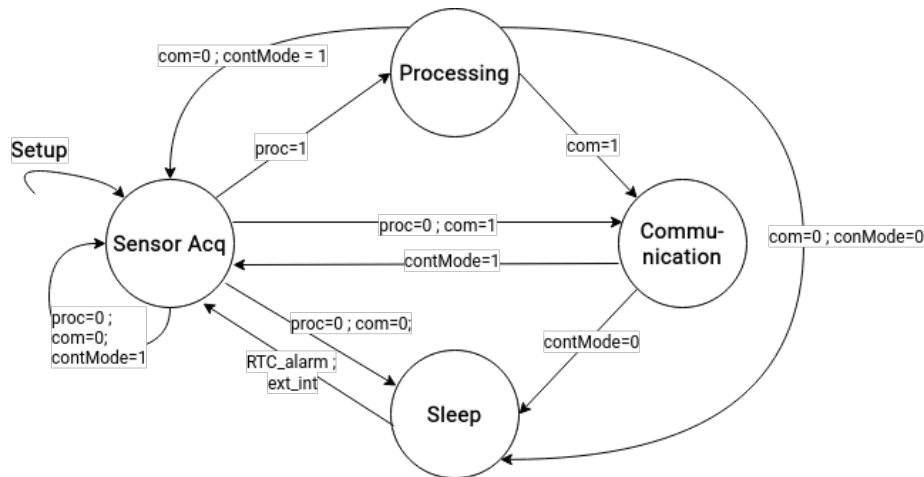 com=0 ; contMode = 1
Processing
proc=1
com=1
Setup
proc=0 ; com=1
Sensor Acq
Commu-
nication
com=0 ; conMode=0
contMode=1
proc=0 ;
com=0;
contMode=1
proc=0 ; com=0;
contMode=0
RTC_alarm ;
ext_int
Sleep